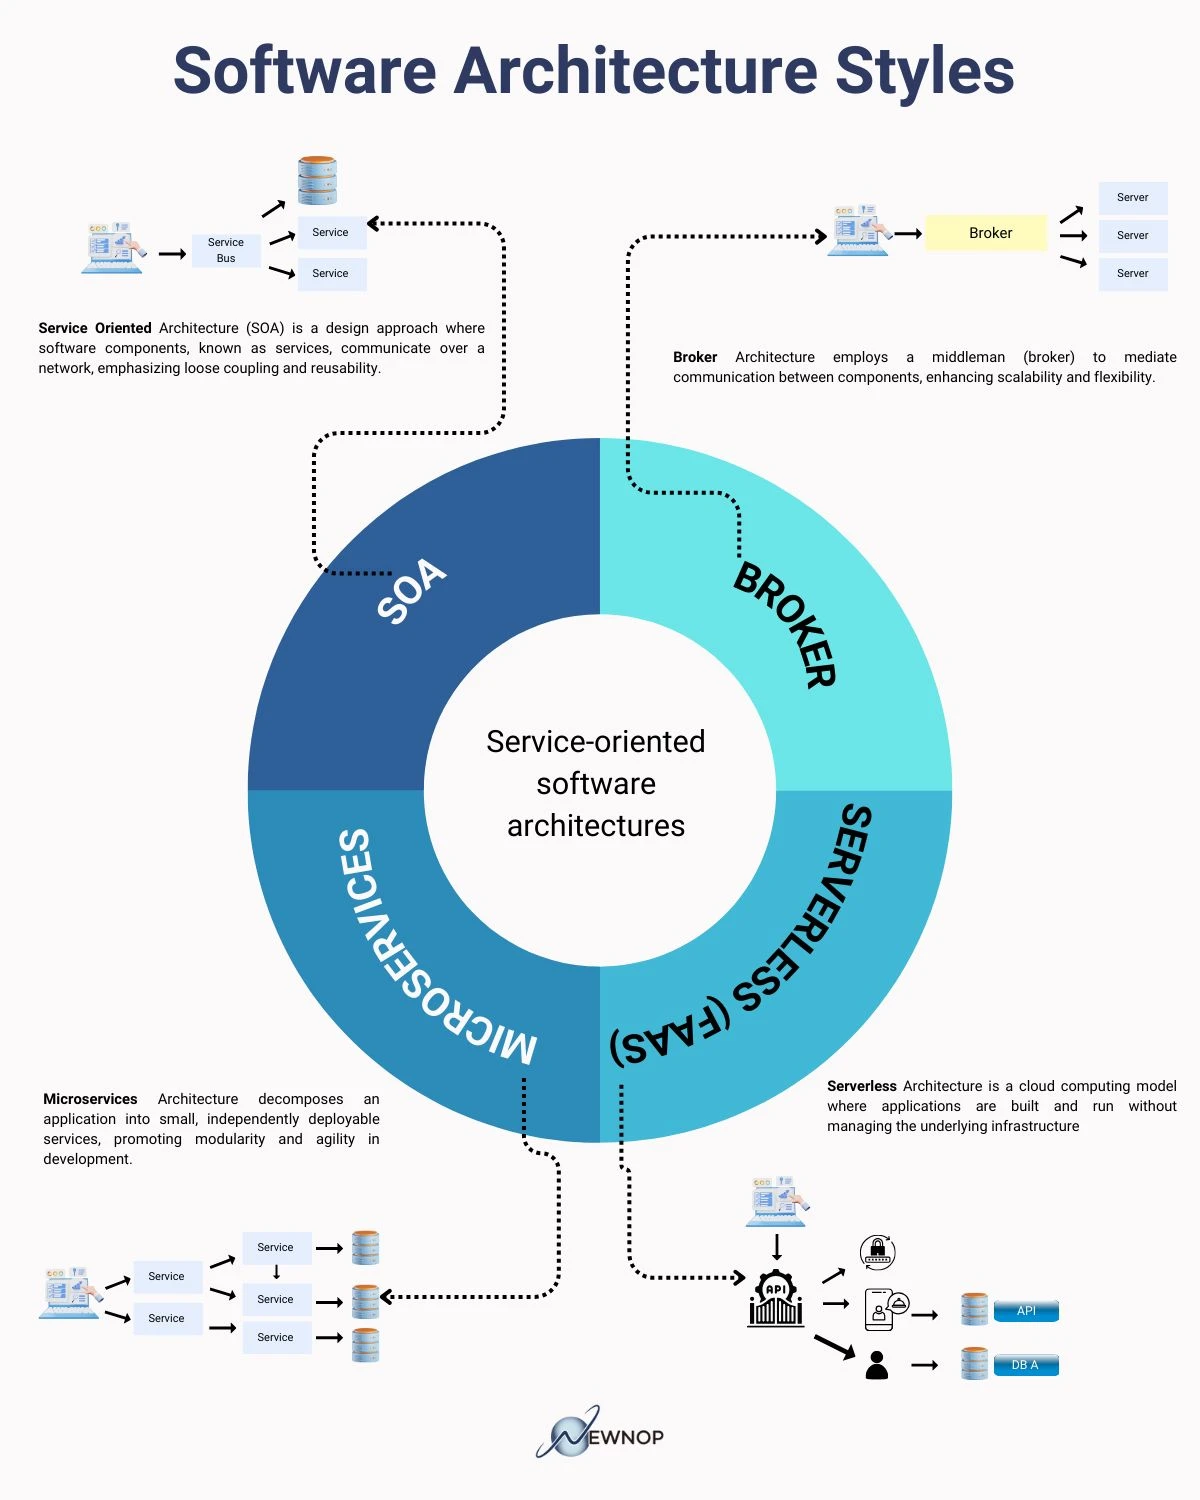 Software Architecture Styles
Service
Bus
Service
Service
Service Oriented Architecture (SOA) is a design approach where
software components, known as services, communicate over a
network, emphasizing loose coupling and reusability.
Broker
Server
Server
Server
Broker Architecture employs a middleman (broker) to mediate
communication between components, enhancing scalability and flexibility.
SOA
BROKER
Service-oriented
software
architectures
MICROSERVICES
SERVERLESS (FAAS)
Microservices Architecture decomposes an
application into small, independently deployable
services, promoting modularity and agility in
development.
Service
Service
Service
Service
Service
Serverless Architecture is a cloud computing model
where applications are built and run without
managing the underlying infrastructure
API
API
DB A
NEWNOP